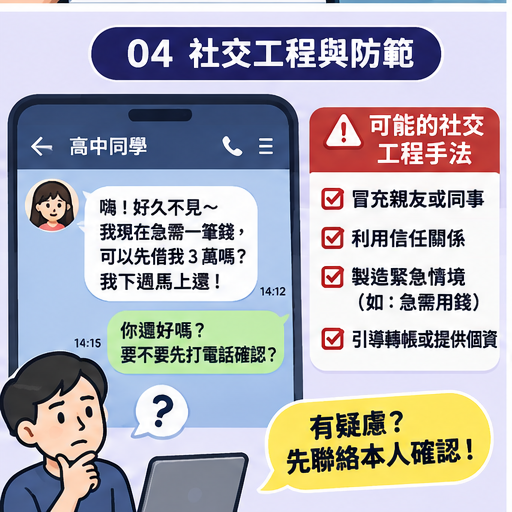 04 社交工程與防範
高中同學
嗨！好久不見～
我現在急需一筆錢，
可以先借我3萬嗎？
我下週馬上還！
14:12
14:15
你還好嗎？
要不要先打電話確認？
?
可能的社交
工程手法
冒充親友或同事
利用信任關係
製造緊急情境
（如：急需用錢）
引導轉帳或提供個資
有疑慮？
先聯絡本人確認！